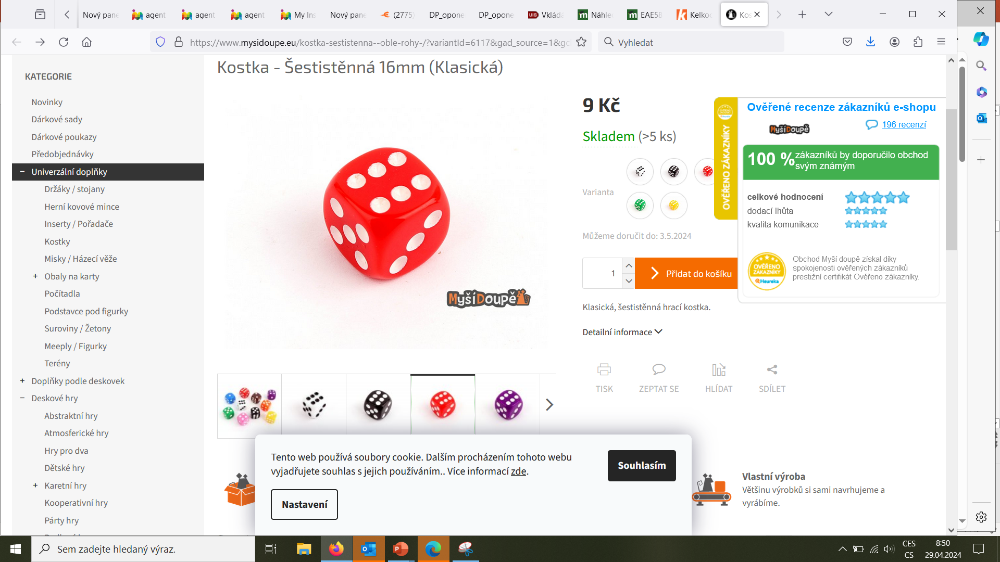 Nový pane
agent
agent
agent
My Ins
Nový pane
(2775)
DP_opone
DP_opone
UIS Vkláda
Náhled
EAE58
Kelkoo
Kos
https://www.mysidoupe.eu/kostka-sestistenna--oble-rohy-/?variantId=6117&gad_source=1&gcl
Vyhledat
KATEGORIE
Novinky
Dárkové sady
Dárkové poukazy
Předobjednávky
− Univerzální doplňky
Držáky / stojany
Herní kovové mince
Inserty / Pořadače
Kostky
Misky / Házecí věže
+ Obaly na karty
Počítadla
Podstavce pod figurky
Suroviny / Žetony
Meeply / Figurky
Terény
+ Doplňky podle deskovek
− Deskové hry
Abstraktní hry
Atmosferické hry
Hry pro dva
Dětské hry
+ Karetní hry
Kooperativní hry
Párty hry
Kostka - Šestistěnná 16mm (Klasická)
MyšíDoupě
9 Kč
Skladem (>5 ks)
Varianta
Můžeme doručit do: 3.5.2024
1
Přidat do košíku
Klasická, šestistěnná hrací kostka.
Detailní informace
TISK
ZEPTAT SE
HLÍDAT
SDÍLET
OVĚŘENO ZÁKAZNÍKY
Ověřené recenze zákazníků e-shopu
MyšíDoupě
196 recenzí
100 % zákazníků by doporučilo obchod
svým známým
celkové hodnocení
dodací lhůta
kvalita komunikace
OVĚŘENO
ZÁKAZNÍKY
Heureka
Obchod Myší doupě získal díky
spokojenosti ověřených zákazníků
prestižní certifikát Ověřeno zákazníky.
Tento web používá soubory cookie. Dalším procházením tohoto webu
vyjadřujete souhlas s jejich používáním.. Více informací zde.
Souhlasím
Nastavení
Vlastní výroba
Většinu výrobků si sami navrhujeme a
vyrábíme.
Sem zadejte hledaný výraz.
CES
CS
8:50
29.04.2024